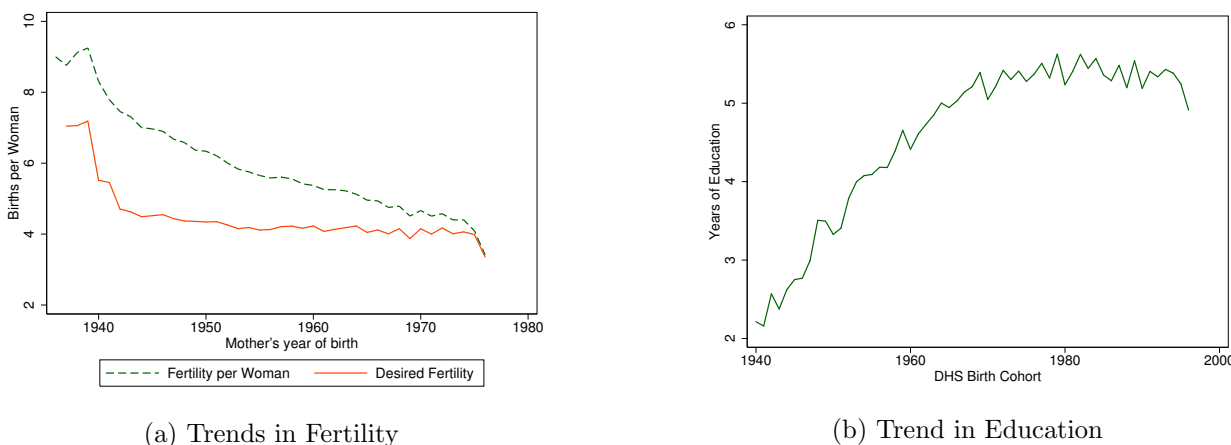 Births per Woman
10
8
6
4
2
1940 1950 1960 1970 1980
Mother's year of birth
Fertility per Woman Desired Fertility
(a) Trends in Fertility
Years of Education
6
5
4
3
2
1940 1960 1980 2000
DHS Birth Cohort
(b) Trend in Education